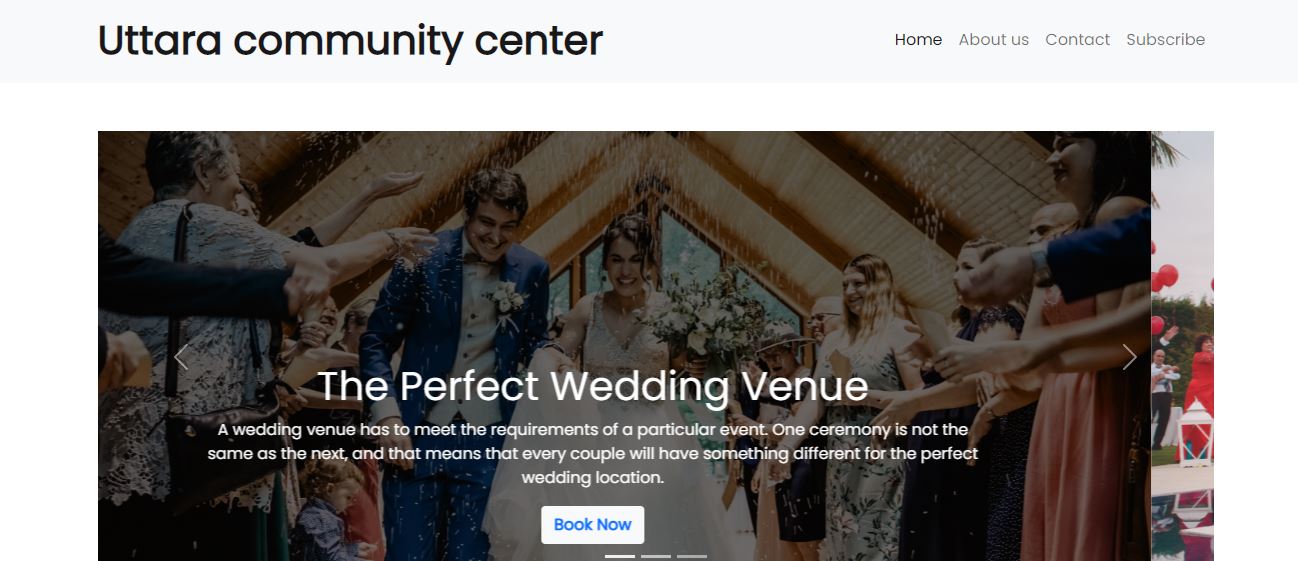 Uttara community center
Home About us Contact Subscribe
The Perfect Wedding Venue
A wedding venue has to meet the requirements of a particular event. One ceremony is not the
same as the next, and that means that every couple will have something different for the perfect
wedding location.
Book Now